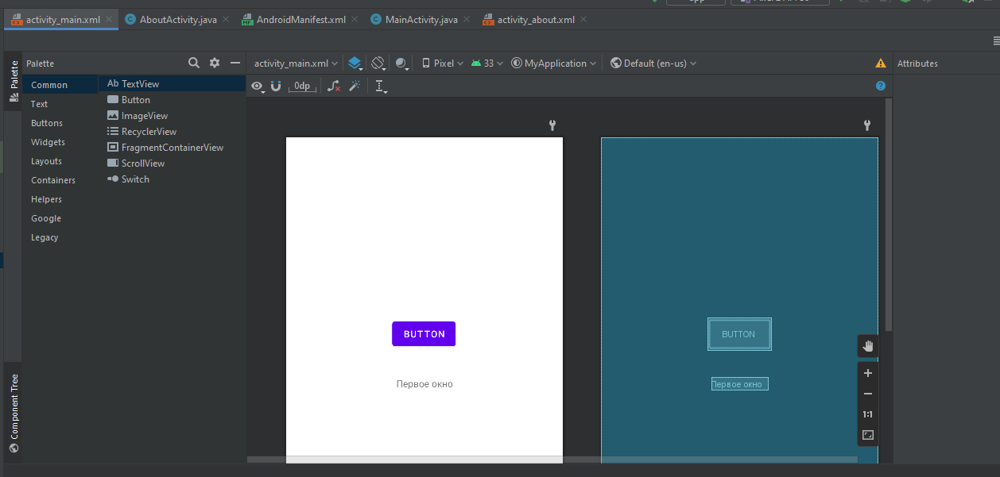 activity_main.xml AboutActivity.java AndroidManifest.xml MainActivity.java activity_about.xml
Palette activity_main.xml Pixel 33 MyApplication Default (en-us) Attributes
Palette
Common
Text
Buttons
Widgets
Layouts
Containers
Helpers
Google
Legacy
Ab TextView
Button
ImageView
RecyclerView
FragmentContainerView
ScrollView
Switch
0dp
BUTTON
Первое окно
BUTTON
Первое окно
1:1
Component Tree